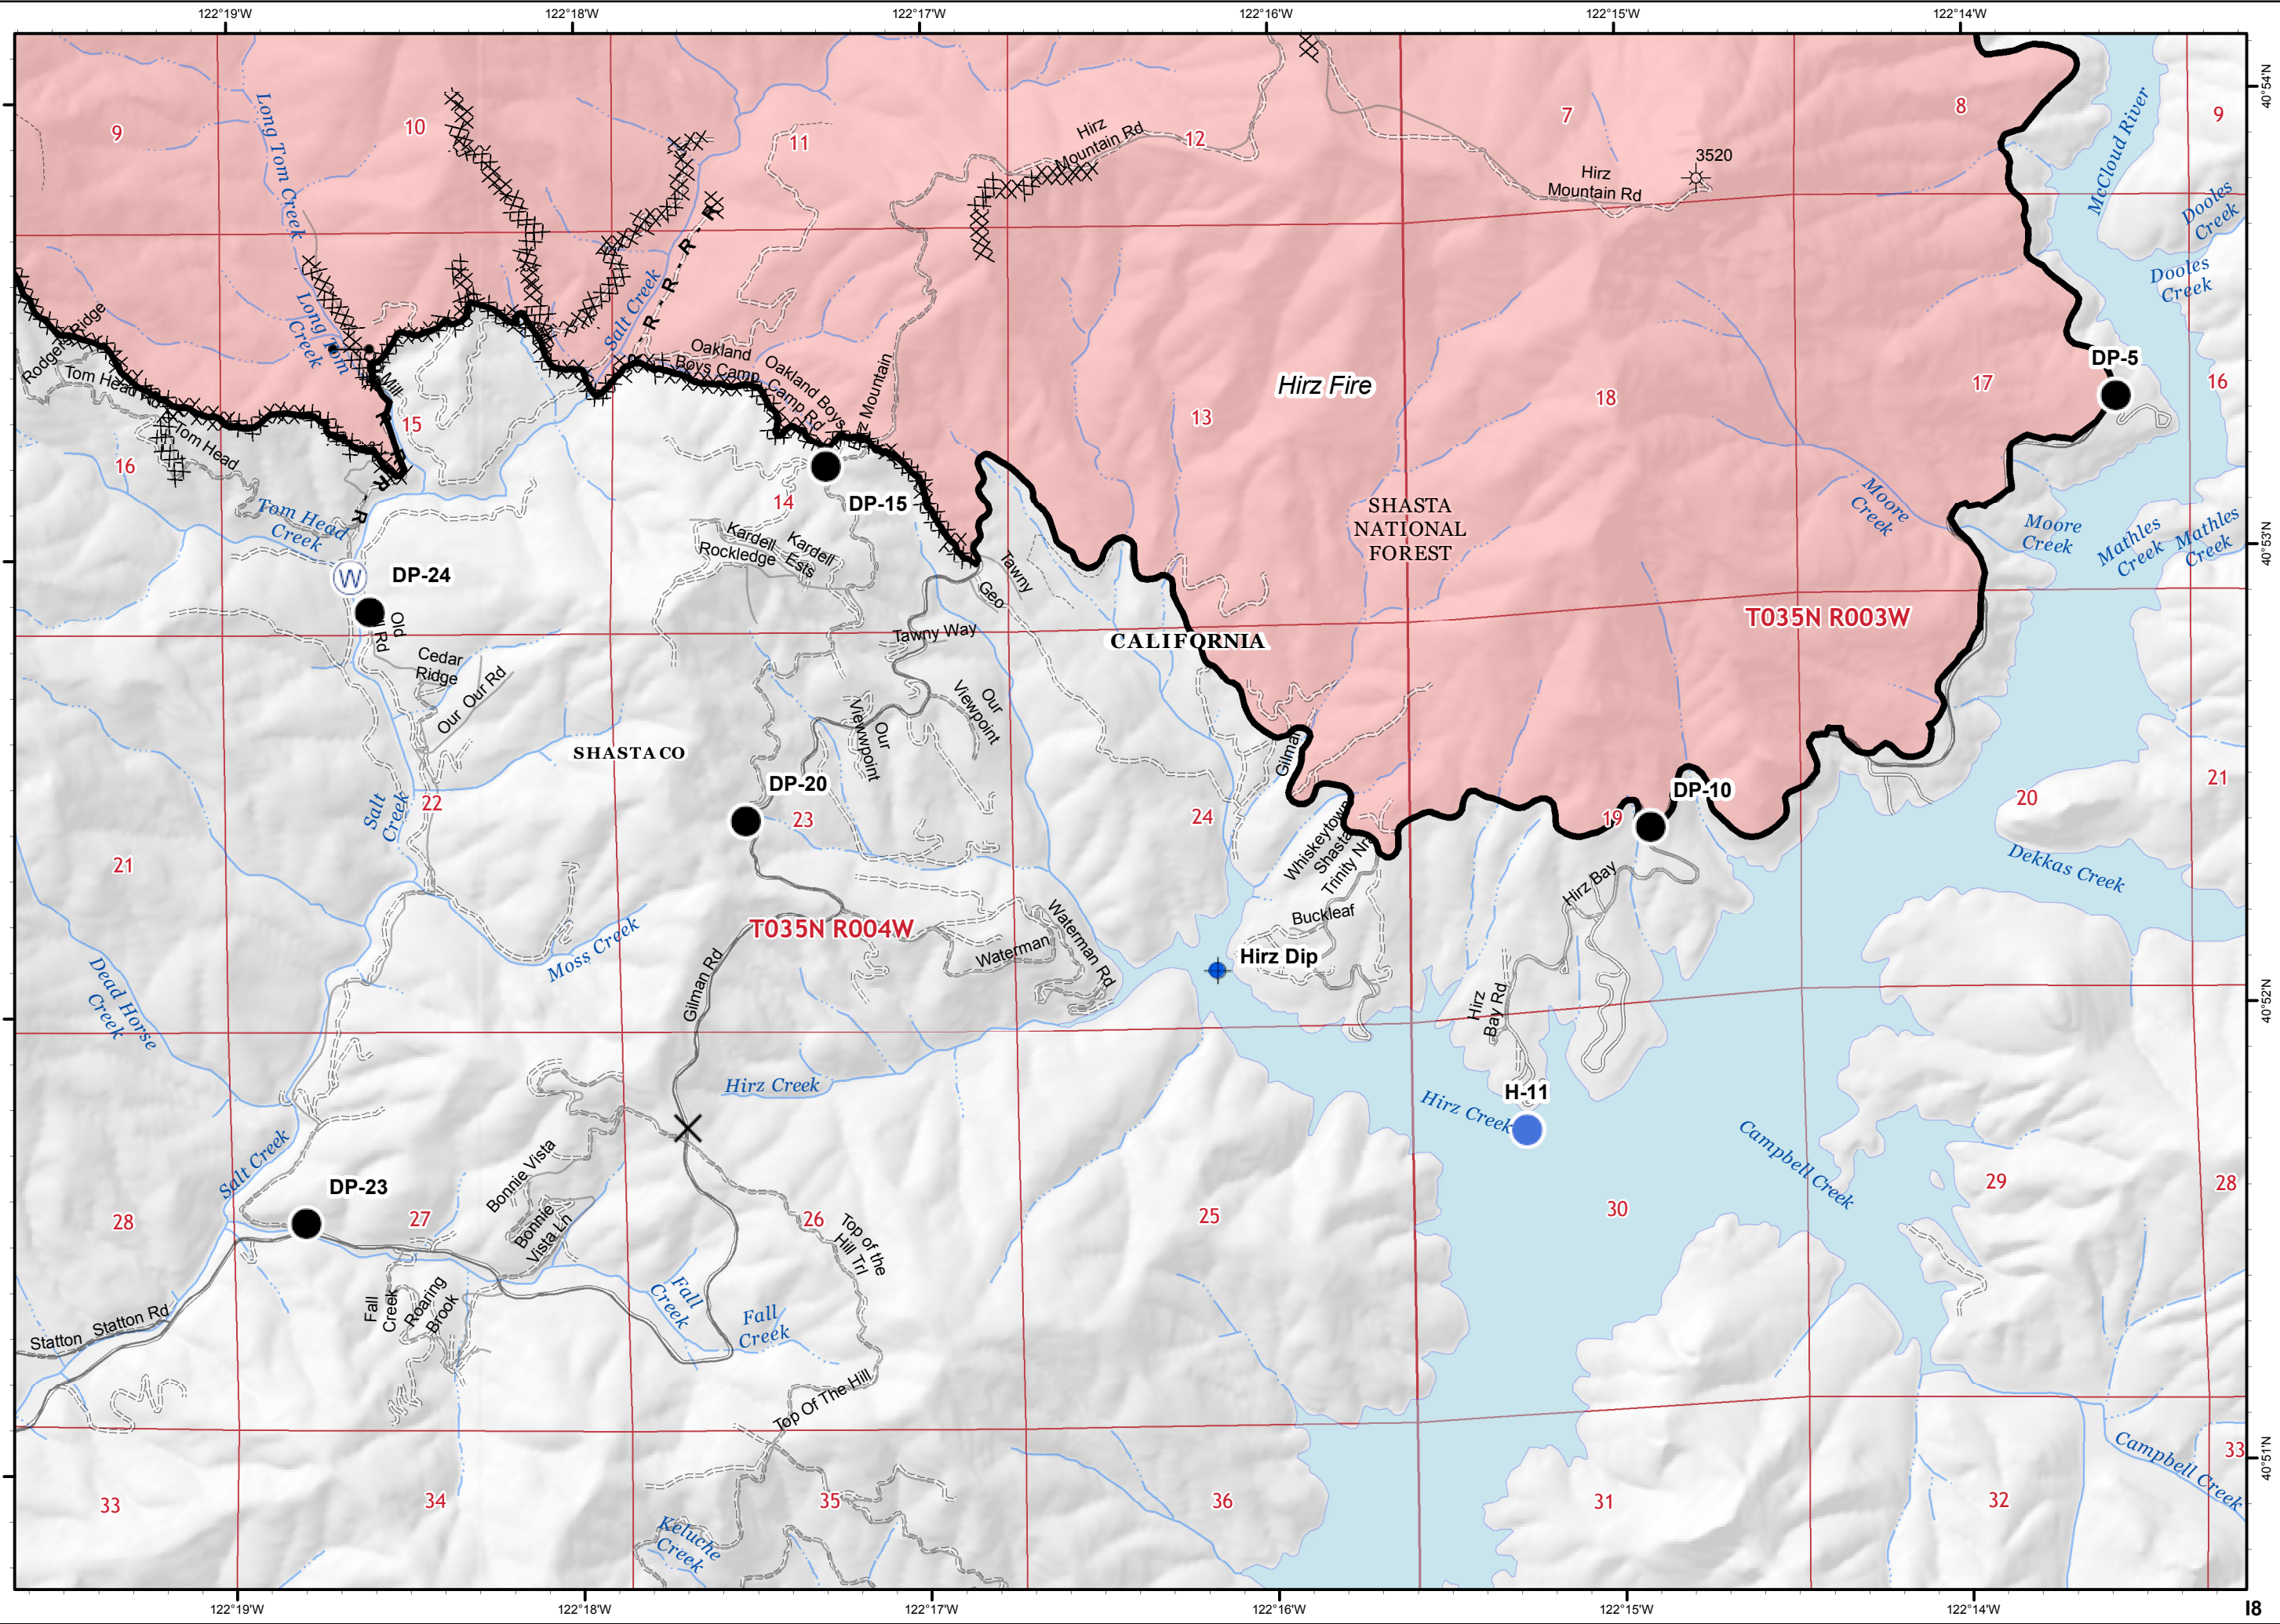 122°19'W
122°18'W
122°17'W
122°16'W
122°15'W
122°14'W
40°54'N
40°53'N
40°52'N
40°51'N
9
10
11
12
7
8
9
Long Tom Creek
Hirz
Mountain Rd
3520
Hirz
Mountain Rd
McCloud River
Dooles
Creek
Dooles
Creek
Salt Creek
R - R - R - R
Long Tom
Creek
Rodgers Ridge
Tom Head Rd
Tom Head
Mill
Oakland
Boys Camp
Oakland Boys
Camp Rd
Hirz Mountain
Hirz Fire
DP-5
13
18
17
16
15
16
14
DP-15
R
R
Tom Head
Creek
SHASTA
NATIONAL
FOREST
Moore
Creek
Moore
Creek
Mathles
Creek
Mathles
Creek
Kardell
Rockledge
Kardell
Ests
Tawny
Geo
W
DP-24
Old
Rd
Tawny Way
CALIFORNIA
T035N R003W
Cedar
Ridge
Our Rd
Our
Our
Viewpoint
Our
Viewwpoint
SHASTA CO
Gilman
DP-20
DP-10
22
23
24
19
20
21
Salt
Creek
21
Whiskeytown
Shasta
Trinity Nra
Hirz Bay
Dekkas Creek
Buckleaf
T035N R004W
Waterman
Waterman Rd
Moss Creek
Hirz Dip
Gilman Rd
Dead Horse
Creek
Hirz
Bay Rd
Hirz Creek
H-11
Hirz Creek
Campbell Creek
Salt Creek
Bonnie Vista
DP-23
28
27
26
25
30
29
28
Bonnie
Vista Ln
Top of the
Hill Trl
Fall
Creek
Roaring
Brook
Fall
Creek
Fall
Creek
Statton
Statton Rd
Top Of The Hill
Campbell Creek
33
34
35
36
31
32
33
Keluche
Creek
122°19'W
122°18'W
122°17'W
122°16'W
122°15'W
122°14'W
I8